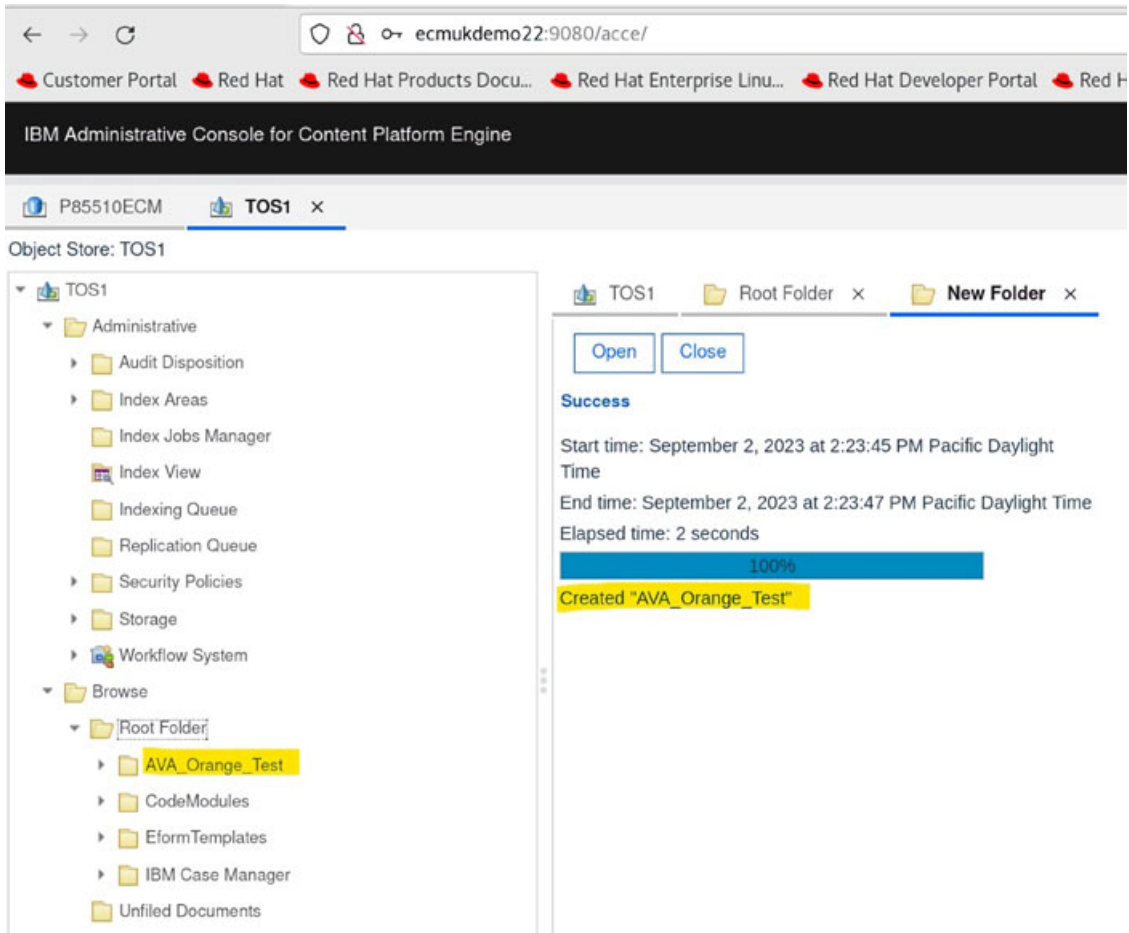 ecmukdemo22:9080/acce/
Customer Portal Red Hat Red Hat Products Docu... Red Hat Enterprise Linu... Red Hat Developer Portal Red H
IBM Administrative Console for Content Platform Engine
P85510ECM TOS1 ×
Object Store: TOS1
TOS1
Administrative
Audit Disposition
Index Areas
Index Jobs Manager
Index View
Indexing Queue
Replication Queue
Security Policies
Storage
Workflow System
Browse
Root Folder
AVA_Orange_Test
CodeModules
EformTemplates
IBM Case Manager
Unfiled Documents
TOS1 Root Folder × New Folder ×
Open Close
Success
Start time: September 2, 2023 at 2:23:45 PM Pacific Daylight
Time
End time: September 2, 2023 at 2:23:47 PM Pacific Daylight Time
Elapsed time: 2 seconds
100%
Created "AVA_Orange_Test"